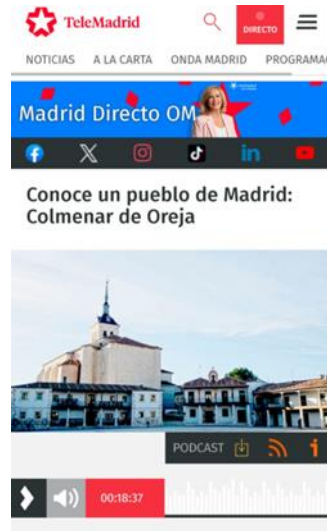 TeleMadrid
DIRECTO
NOTICIAS A LA CARTA ONDA MADRID PROGRAMA
Madrid Directo OM
Conoce un pueblo de Madrid:
Colmenar de Oreja
PODCAST
00:18:37